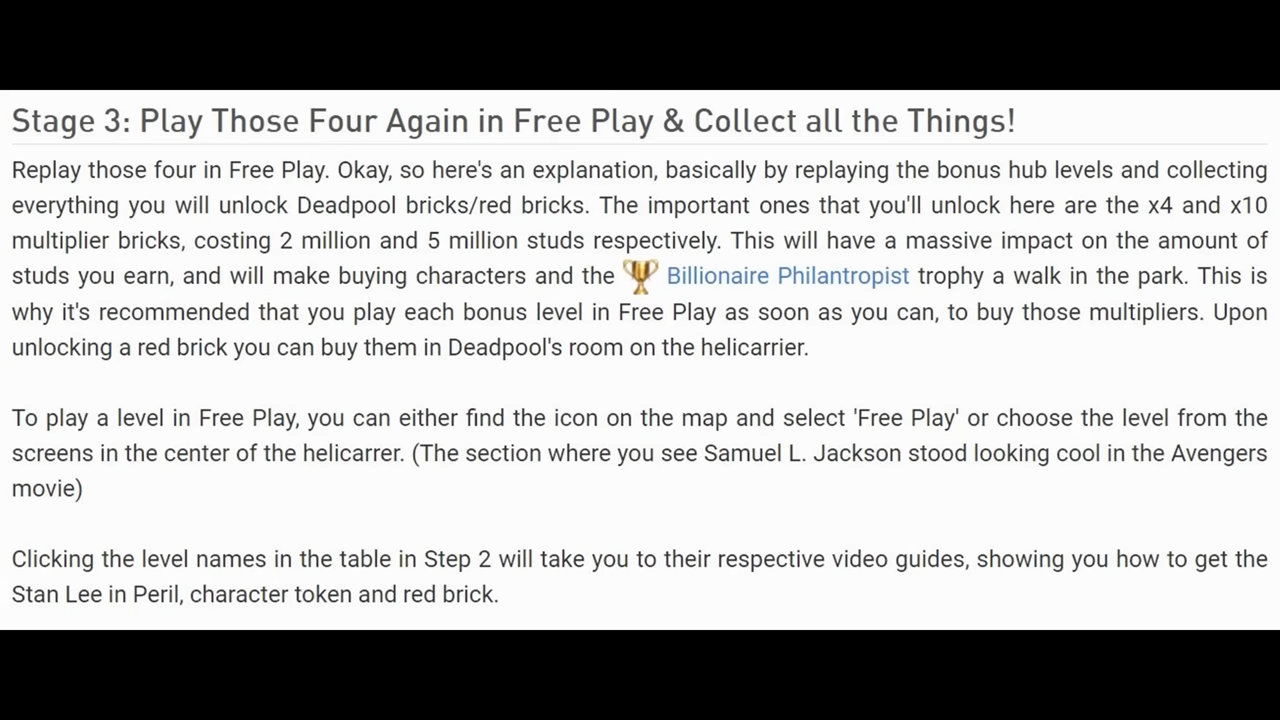 Stage 3: Play Those Four Again in Free Play & Collect all the Things!
Replay those four in Free Play. Okay, so here's an explanation, basically by replaying the bonus hub levels and collecting
everything you will unlock Deadpool bricks/red bricks. The important ones that you'll unlock here are the x4 and x10
multiplier bricks, costing 2 million and 5 million studs respectively. This will have a massive impact on the amount of
studs you earn, and will make buying characters and the Billionaire Philantropist trophy a walk in the park. This is
why it's recommended that you play each bonus level in Free Play as soon as you can, to buy those multipliers. Upon
unlocking a red brick you can buy them in Deadpool's room on the helicarrier.
To play a level in Free Play, you can either find the icon on the map and select 'Free Play' or choose the level from the
screens in the center of the helicarrer. (The section where you see Samuel L. Jackson stood looking cool in the Avengers
movie)
Clicking the level names in the table in Step 2 will take you to their respective video guides, showing you how to get the
Stan Lee in Peril, character token and red brick.